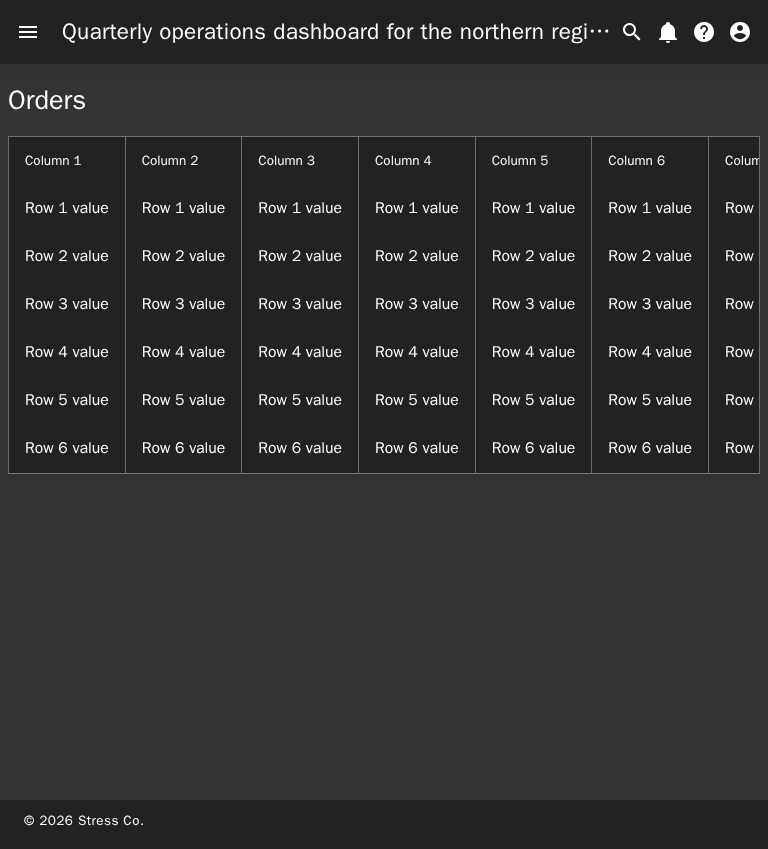 Quarterly operations dashboard for the northern regi…
Orders
Column 1 Column 2 Column 3 Column 4 Column 5 Column 6 Colum
Row 1 value Row 1 value Row 1 value Row 1 value Row 1 value Row 1 value Row
Row 2 value Row 2 value Row 2 value Row 2 value Row 2 value Row 2 value Row
Row 3 value Row 3 value Row 3 value Row 3 value Row 3 value Row 3 value Row
Row 4 value Row 4 value Row 4 value Row 4 value Row 4 value Row 4 value Row
Row 5 value Row 5 value Row 5 value Row 5 value Row 5 value Row 5 value Row
Row 6 value Row 6 value Row 6 value Row 6 value Row 6 value Row 6 value Row
© 2026 Stress Co.